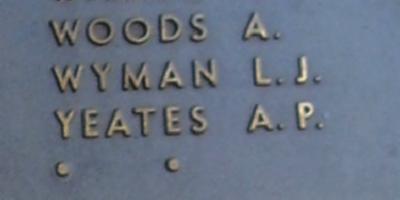 WOODS A.
WYMAN L.J.
YEATES A.P.